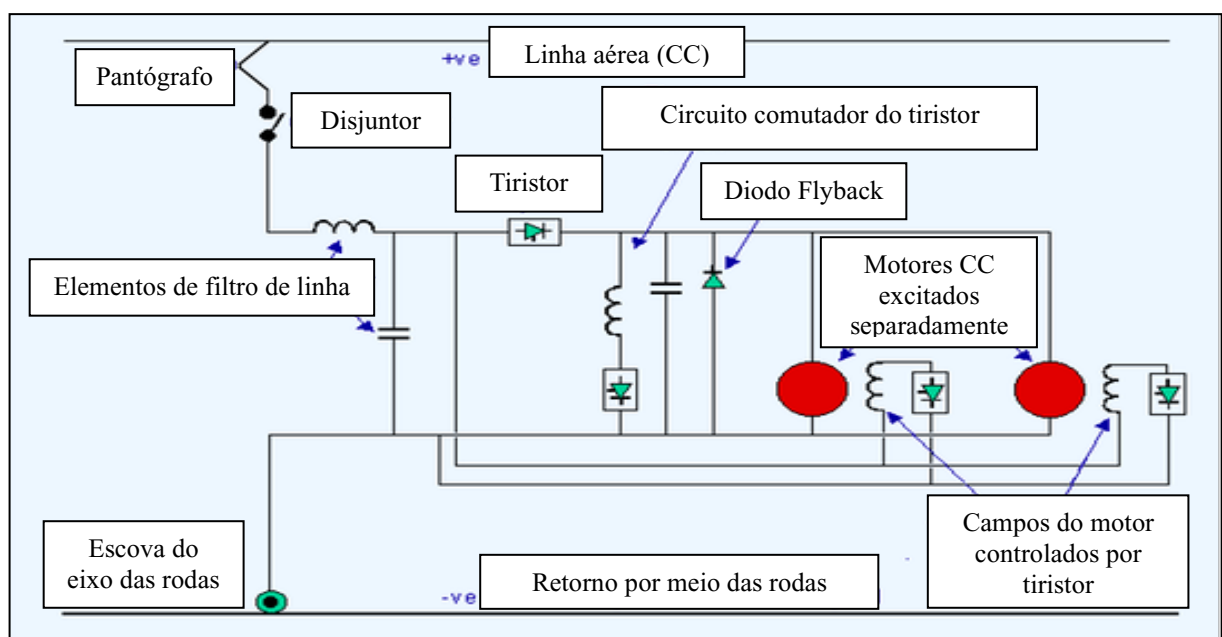 +ve
Linha aérea (CC)
Pantógrafo
Disjuntor
Circuito comutador do tiristor
Tiristor
Diodo Flyback
Elementos de filtro de linha
Motores CC
excitados
separadamente
Escova do
eixo das rodas
-ve
Retorno por meio das rodas
Campos do motor
controlados por
tiristor